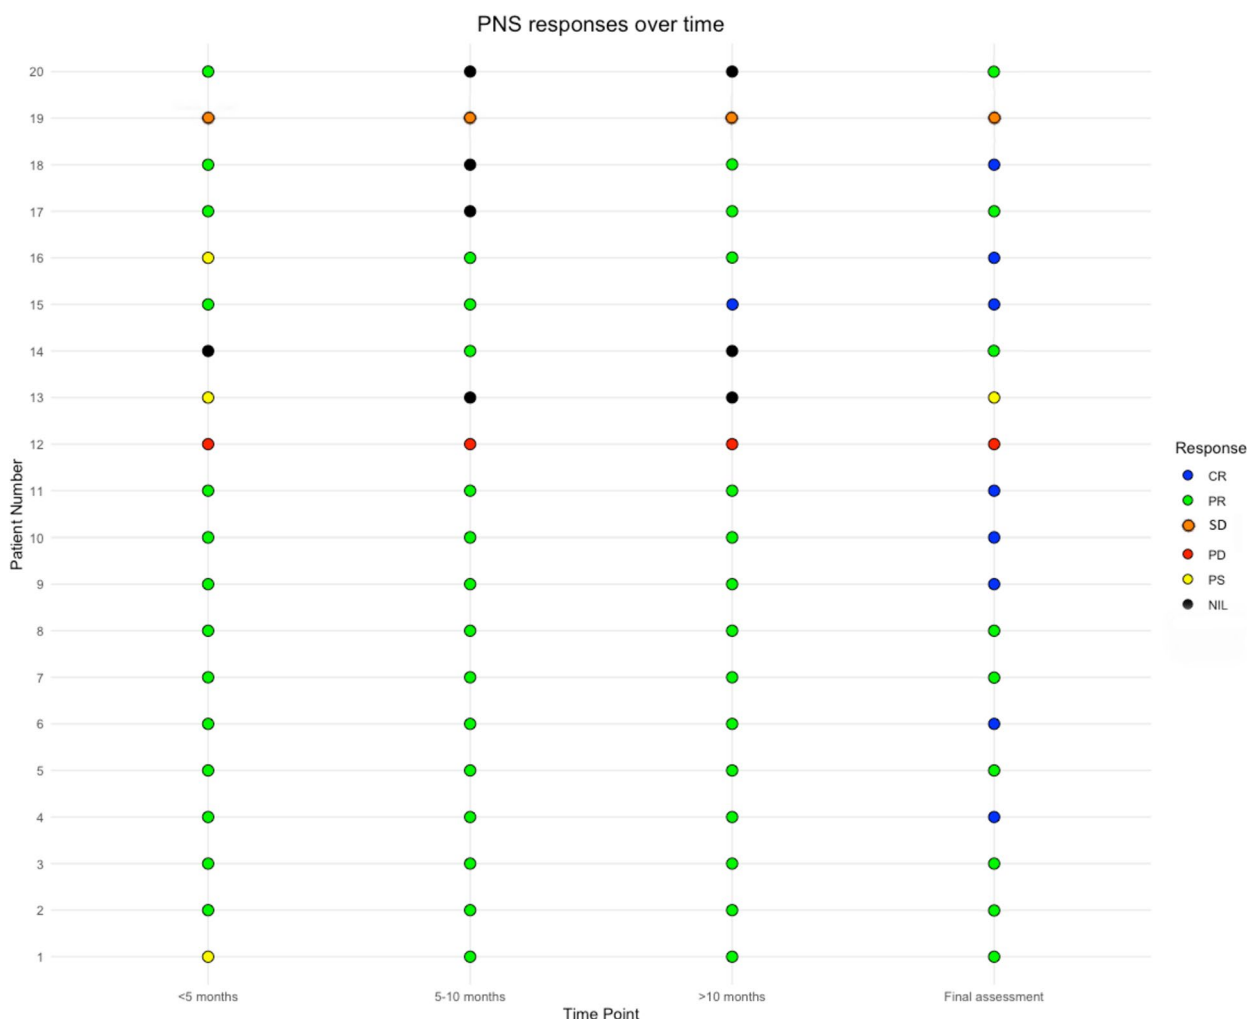 PNS responses over time
Patient Number
20
19
18
17
16
15
14
13
12
11
10
9
8
7
6
5
4
3
2
1
<5 months
5-10 months
>10 months
Final assessment
Time Point
Response
CR
PR
SD
PD
PS
NIL